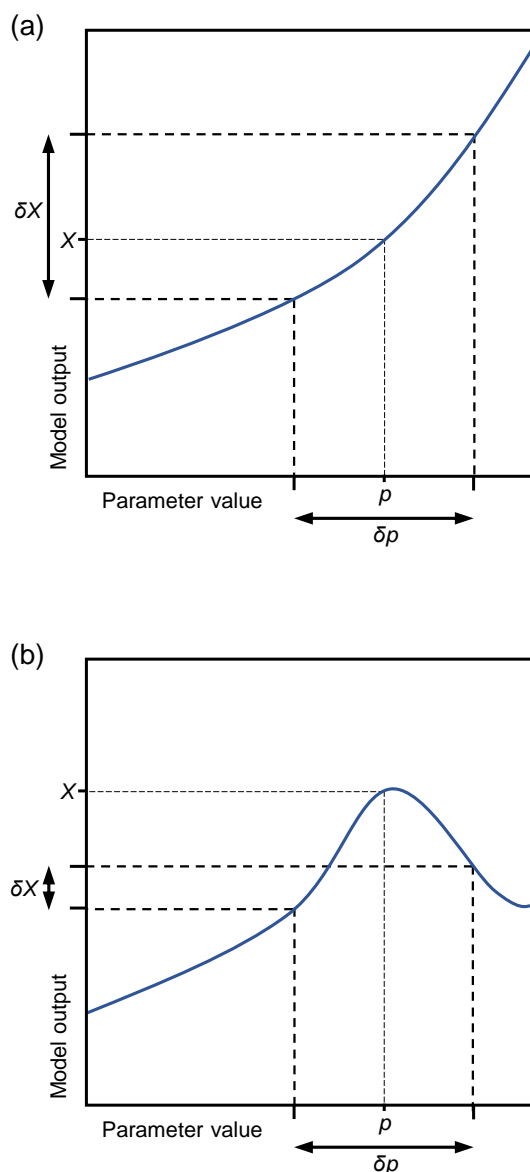 (a)
δX
X
Model output
Parameter value
p
δp
(b)
X
δX
Model output
Parameter value
p
δp